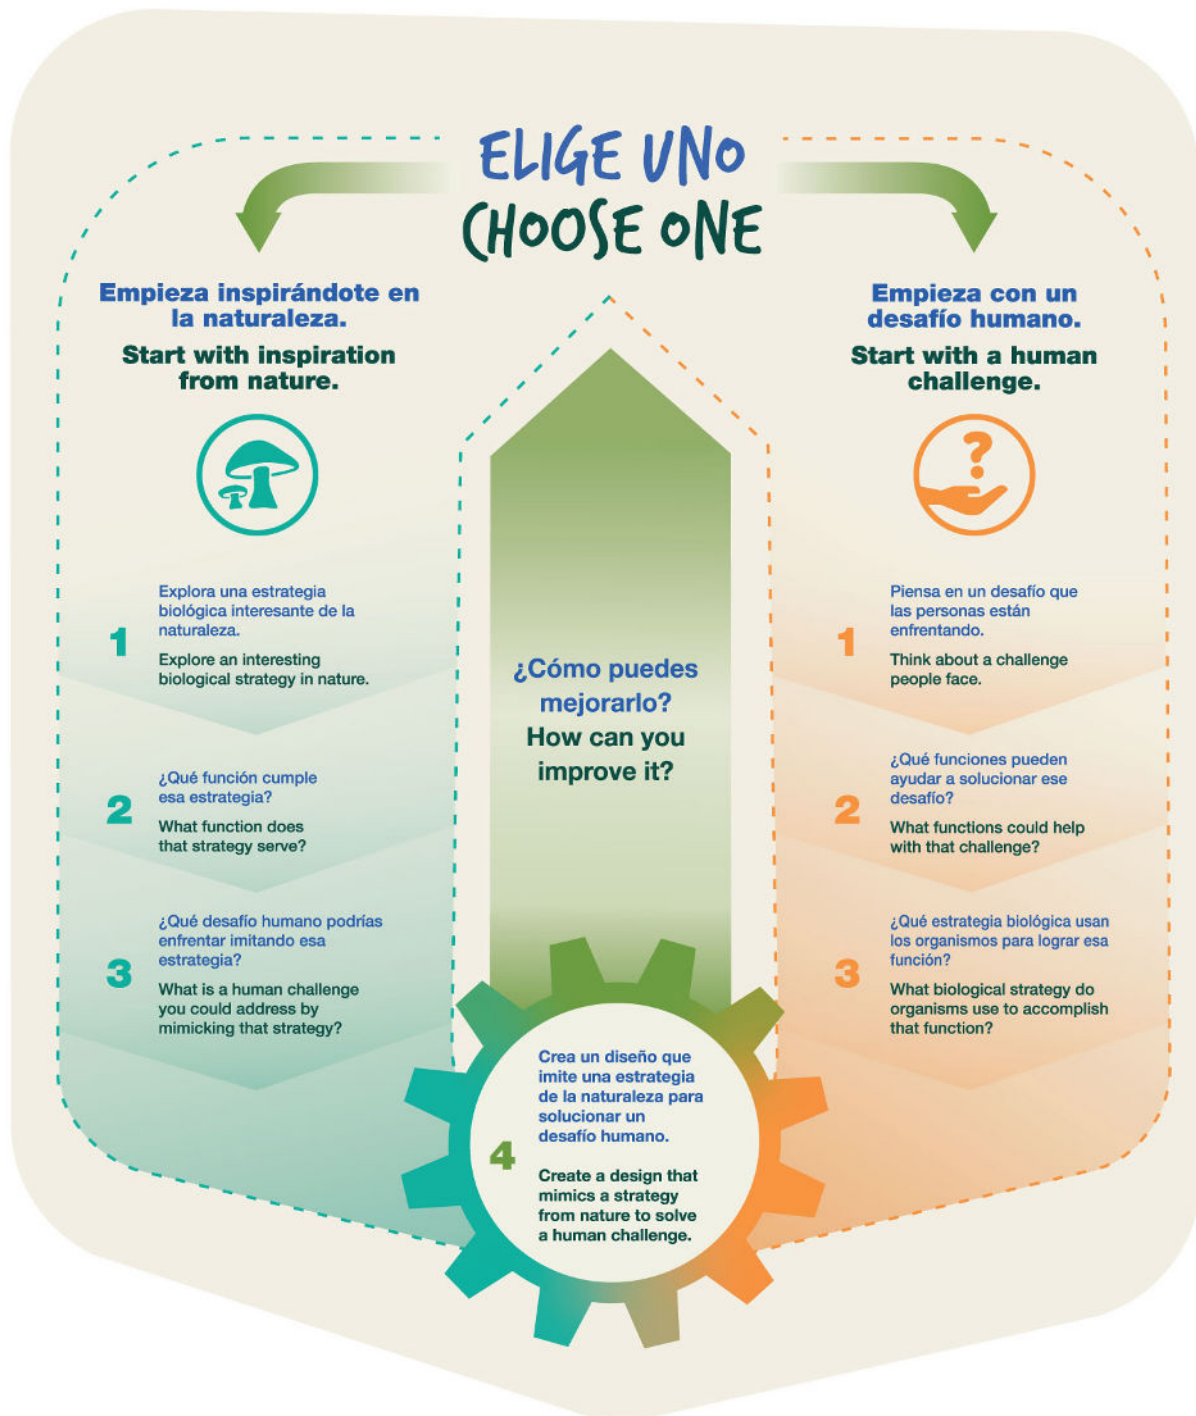 ELIGE UNO
CHOOSE ONE
Empieza inspirándote en
la naturaleza.
Start with inspiration
from nature.
1
Explora una estrategia
biológica interesante de la
naturaleza.
Explore an interesting
biological strategy in nature.
2
¿Qué función cumple
esa estrategia?
What function does
that strategy serve?
3
¿Qué desafío humano podrías
enfrentar imitando esa
estrategia?
What is a human challenge
you could address by
mimicking that strategy?
Empieza con un
desafío humano.
Start with a human
challenge.
?
1
Piensa en un desafío que
las personas están
enfrentando.
Think about a challenge
people face.
2
¿Qué funciones pueden
ayudar a solucionar ese
desafío?
What functions could help
with that challenge?
3
¿Qué estrategia biológica usan
los organismos para lograr esa
función?
What biological strategy do
organisms use to accomplish
that function?
4
Crea un diseño que
imite una estrategia
de la naturaleza para
solucionar un
desafío humano.
Create a design that
mimics a strategy
from nature to solve
a human challenge.
¿Cómo puedes
mejorarlo?
How can you
improve it?